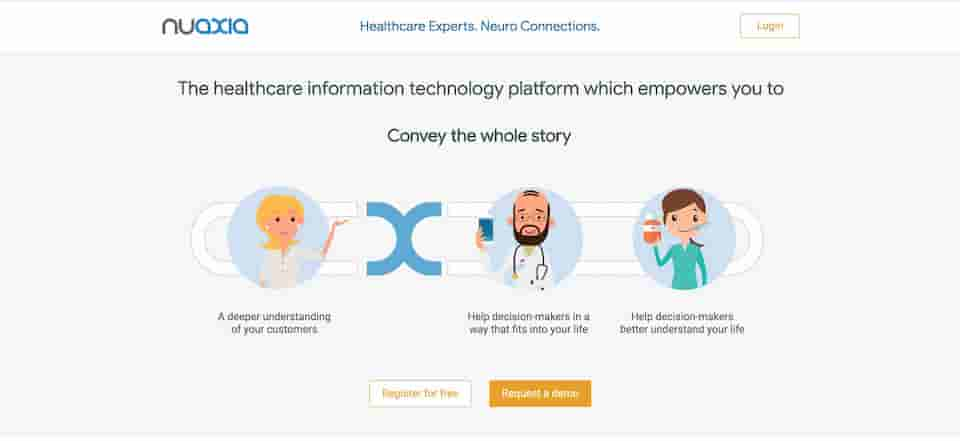 nuaxia
Healthcare Experts. Neuro Connections.
Login
The healthcare information technology platform which empowers you to
Convey the whole story
A deeper understanding
of your customers
Help decision-makers in a
way that fits into your life
Help decision-makers
better understand your life
Register for free
Request a demo